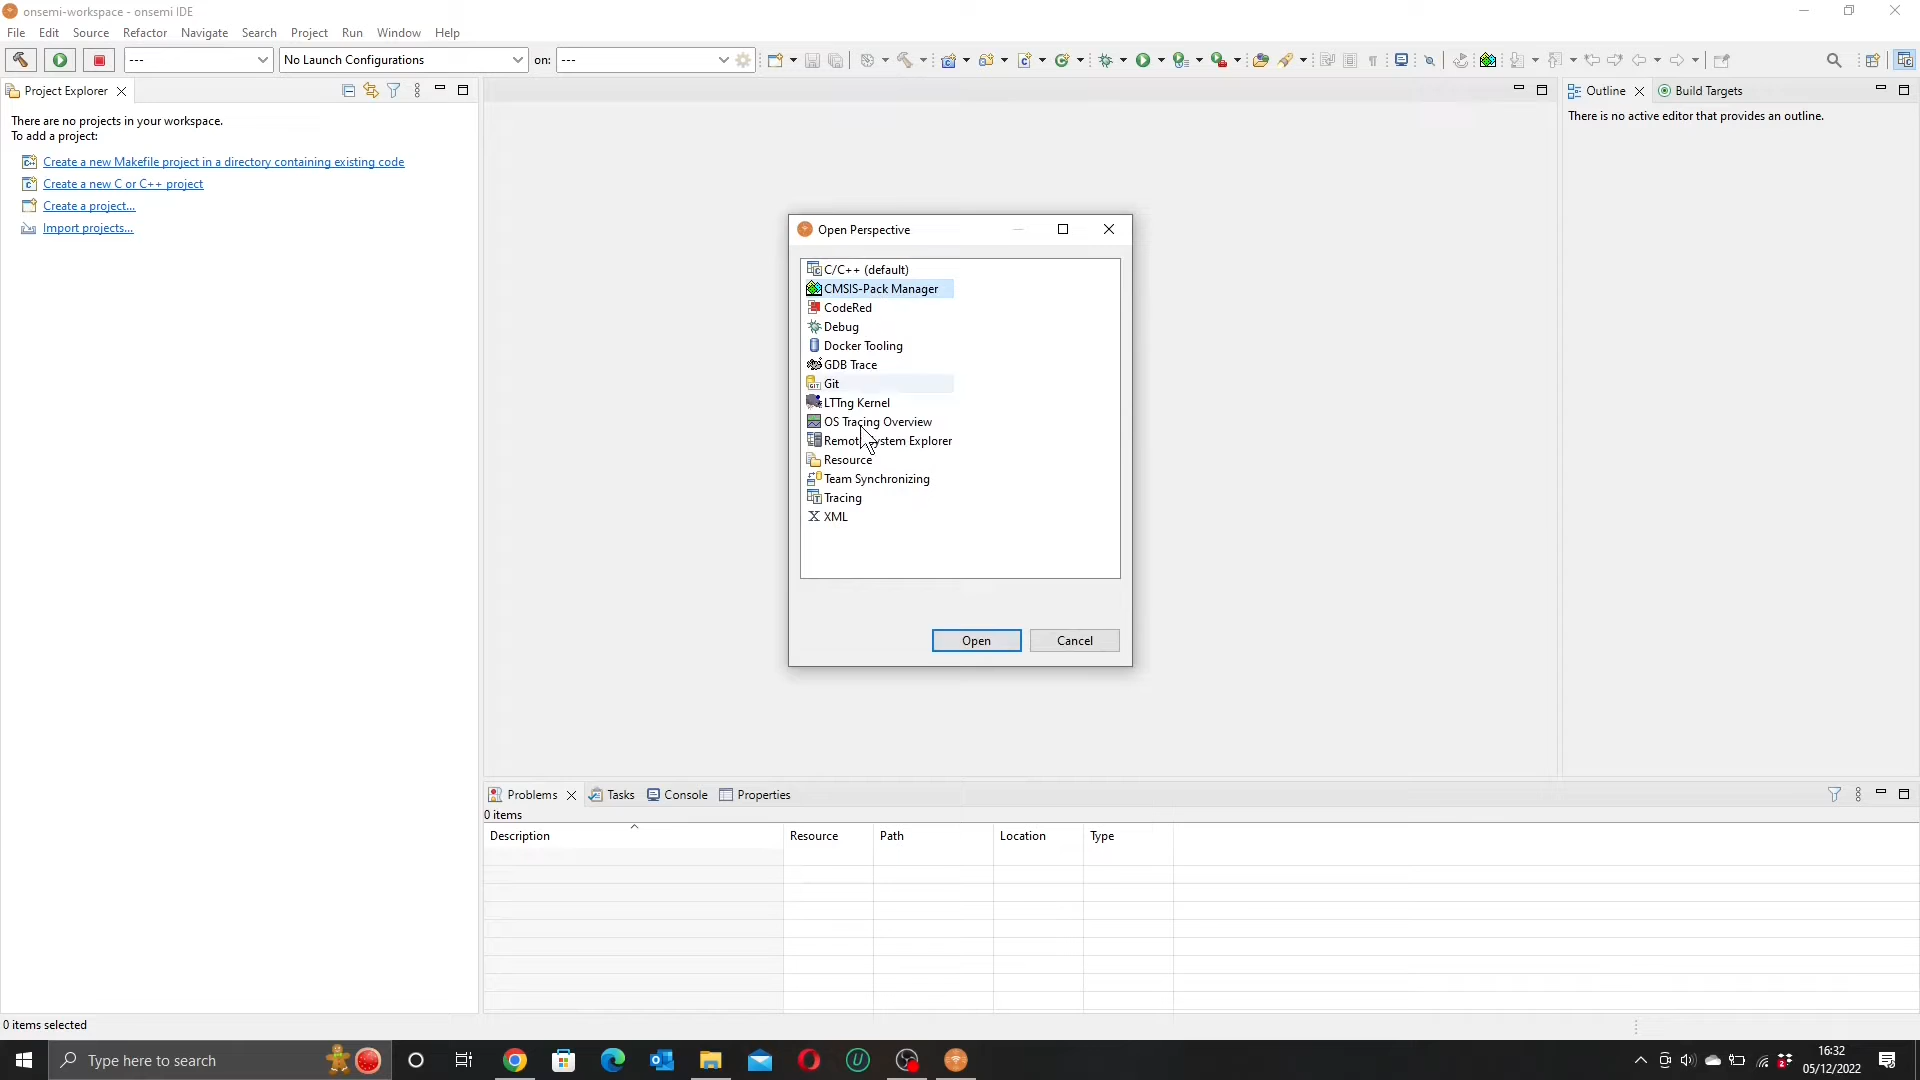 onsemi-workspace - onsemi IDE
File Edit Source Refactor Navigate Search Project Run Window Help
--- No Launch Configurations on: ---
Project Explorer
Outline Build Targets
There are no projects in your workspace.
To add a project:
There is no active editor that provides an outline.
Create a new Makefile project in a directory containing existing code
Create a new C or C++ project
Create a project...
Import projects...
Open Perspective
C/C++ (default)
CMSIS-Pack Manager
CodeRed
Debug
Docker Tooling
GDB Trace
Git
LTTng Kernel
OS Tracing Overview
Resource
Team Synchronizing
Tracing
XML
Open Cancel
Problems Tasks Console Properties
0 items
Description Resource Path Location Type
0 items selected
Type here to search
16:32
05/12/2022